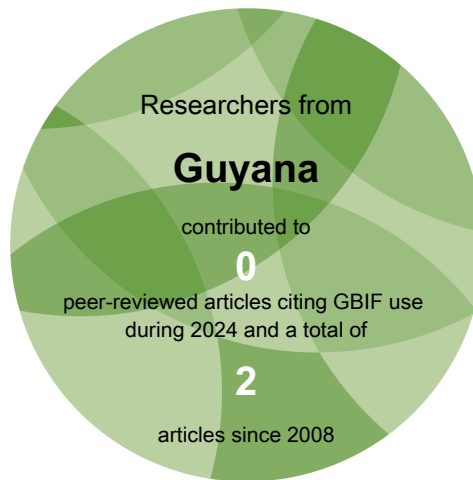 Researchers from
Guyana
contributed to
0
peer-reviewed articles citing GBIF use
during 2024 and a total of
2
articles since 2008